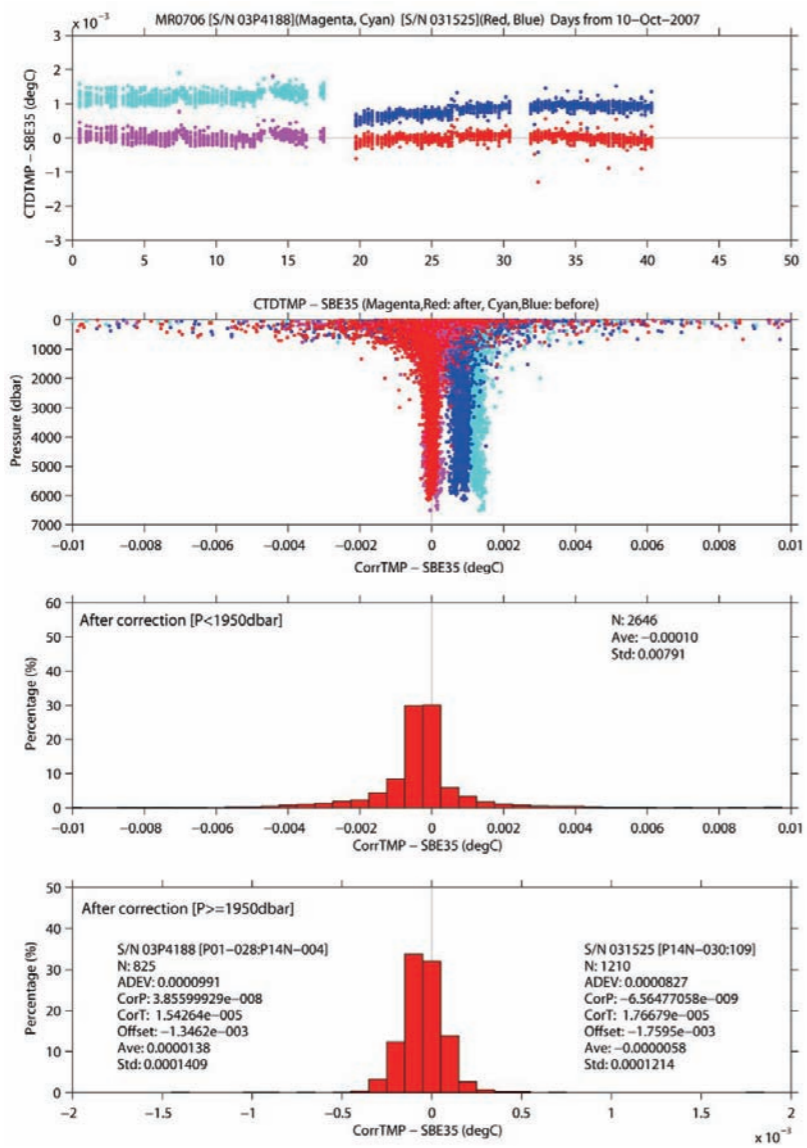 MR0706 [S/N 03P4188](Magenta, Cyan) [S/N 031525](Red, Blue) Days from 10−Oct−2007
x 10⁻³
CTDTMP − SBE35 (degC)
3
2
1
0
−1
−2
−3
0 5 10 15 20 25 30 35 40 45 50
CTDTMP − SBE35 (Magenta,Red: after, Cyan,Blue: before)
Pressure (dbar)
0
1000
2000
3000
4000
5000
6000
7000
−0.01 −0.008 −0.006 −0.004 −0.002 0 0.002 0.004 0.006 0.008 0.01
CorrTMP − SBE35 (degC)
After correction [P<1950dbar]
N: 2646
Ave: −0.00010
Std: 0.00791
Percentage (%)
60
50
40
30
20
10
0
−0.01 −0.008 −0.006 −0.004 −0.002 0 0.002 0.004 0.006 0.008 0.01
CorrTMP − SBE35 (degC)
After correction [P>=1950dbar]
S/N 03P4188 [P01−028:P14N−004]
N: 825
ADEV: 0.0000991
CorP: 3.85599929e−008
CorT: 1.54264e−005
Offset: −1.3462e−003
Ave: 0.0000138
Std: 0.0001409
S/N 031525 [P14N−030:109]
N: 1210
ADEV: 0.0000827
CorP: −6.56477058e−009
CorT: 1.76679e−005
Offset: −1.7595e−003
Ave: −0.0000058
Std: 0.0001214
Percentage (%)
50
40
30
20
10
0
−2 −1.5 −1 −0.5 0 0.5 1 1.5 2
x 10⁻³
CorrTMP − SBE35 (degC)